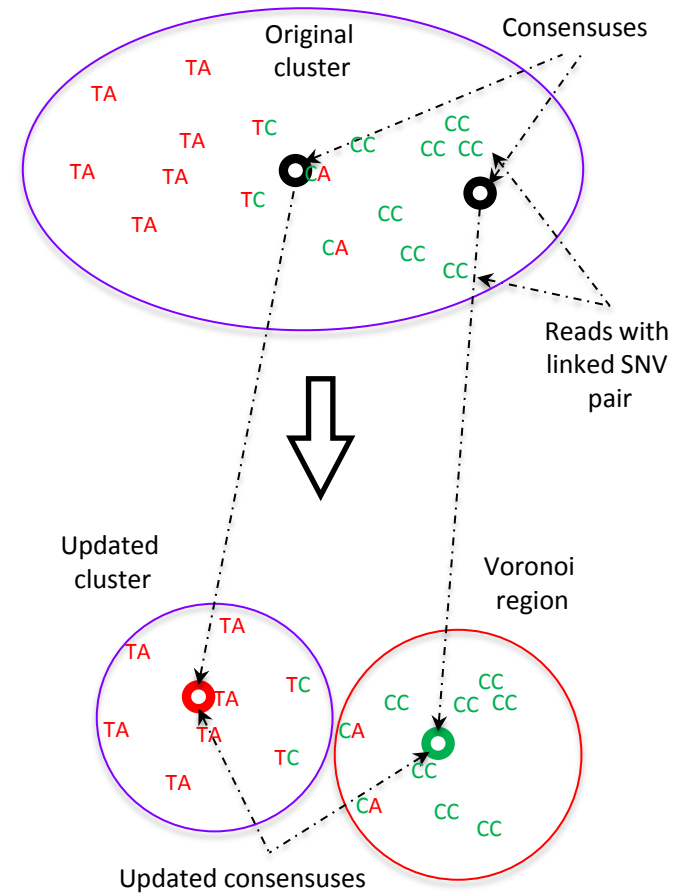 Original
cluster
Consensuses
TA
TA
CC
TC
TA
CC
CC CC
TA
TA
CA
TC
CC
TA
CA
CC
CC
Reads with
linked SNV
pair
Updated
cluster
Voronoi
region
TA
TA
TC
CC
TA
CC
CC CC
TA
TA
CA
TC
CC
TA
CA
CC
CC
Updated consensuses